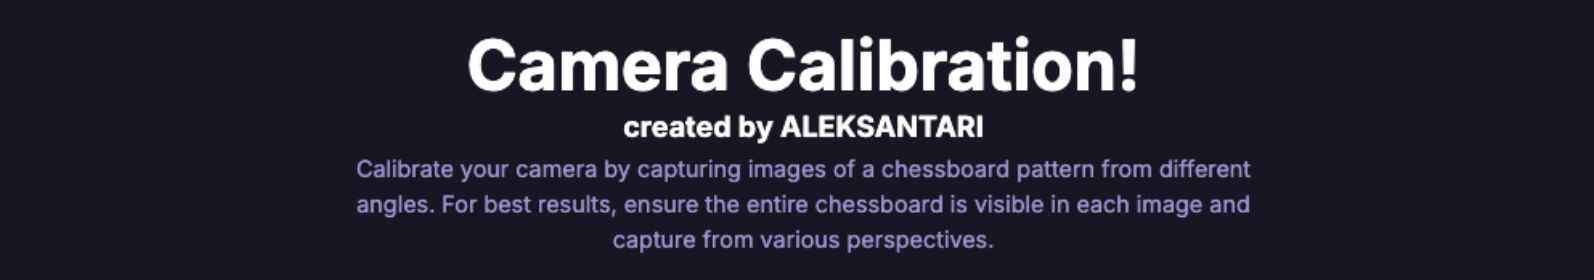 Camera Calibration!
created by ALEKSANTARI
Calibrate your camera by capturing images of a chessboard pattern from different
angles. For best results, ensure the entire chessboard is visible in each image and
capture from various perspectives.